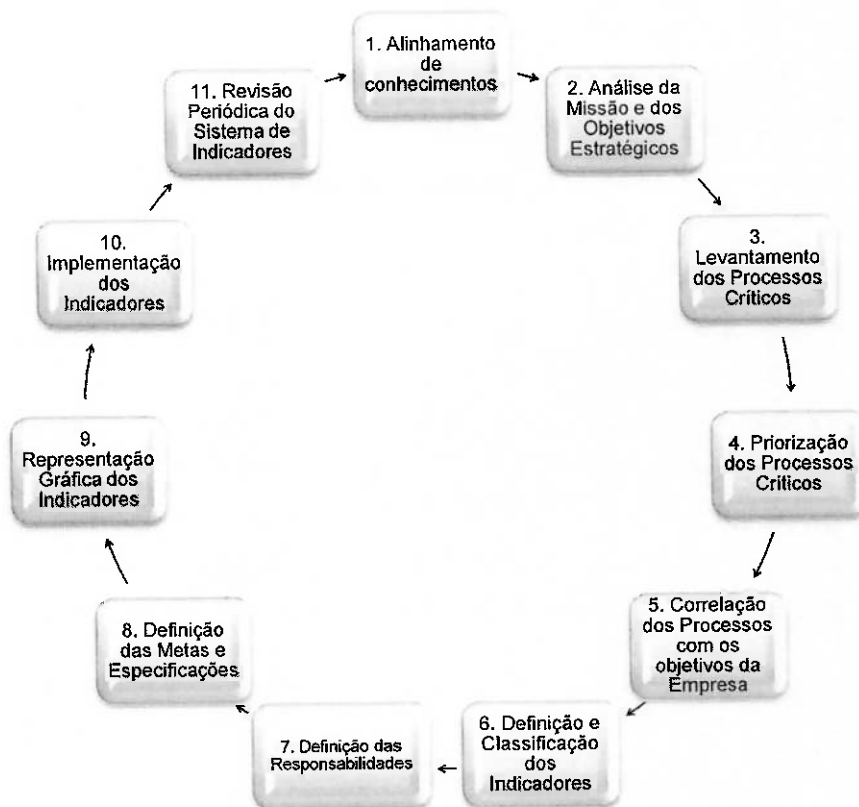 1. Alinhamento
de
conhecimentos
2. Análise da
Missão e dos
Objetivos
Estratégicos
3.
Levantamento
dos Processos
Críticos
4. Priorização
dos Processos
Críticos
5. Correlação
dos Processos
com os
objetivos da
Empresa
6. Definição e
Classificação
dos
Indicadores
7. Definição das
Responsabilidades
8. Definição
das Metas e
Especificações
9.
Representação
Gráfica dos
Indicadores
10.
Implementação
dos
Indicadores
11. Revisão
Periódica do
Sistema de
Indicadores